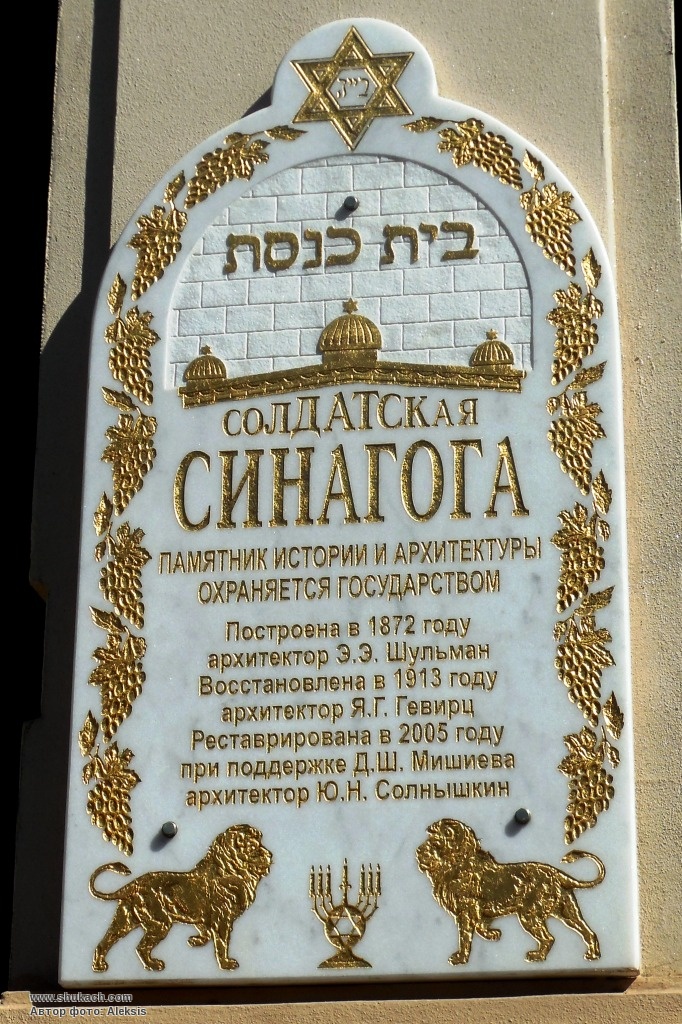 בייה
בית כנסת
СОЛДАТСКАЯ
СИНАГОГА
ПАМЯТНИК ИСТОРИИ И АРХИТЕКТУРЫ
ОХРАНЯЕТСЯ ГОСУДАРСТВОМ
Построена в 1872 году
архитектор Э.Э. Шульман
Восстановлена в 1913 году
архитектор Я.Г. Гевирц
Реставрирована в 2005 году
при поддержке Д.Ш. Мишиева
архитектор Ю.Н. Солнышкин
www.shukach.com
Автор фото: Aleksis